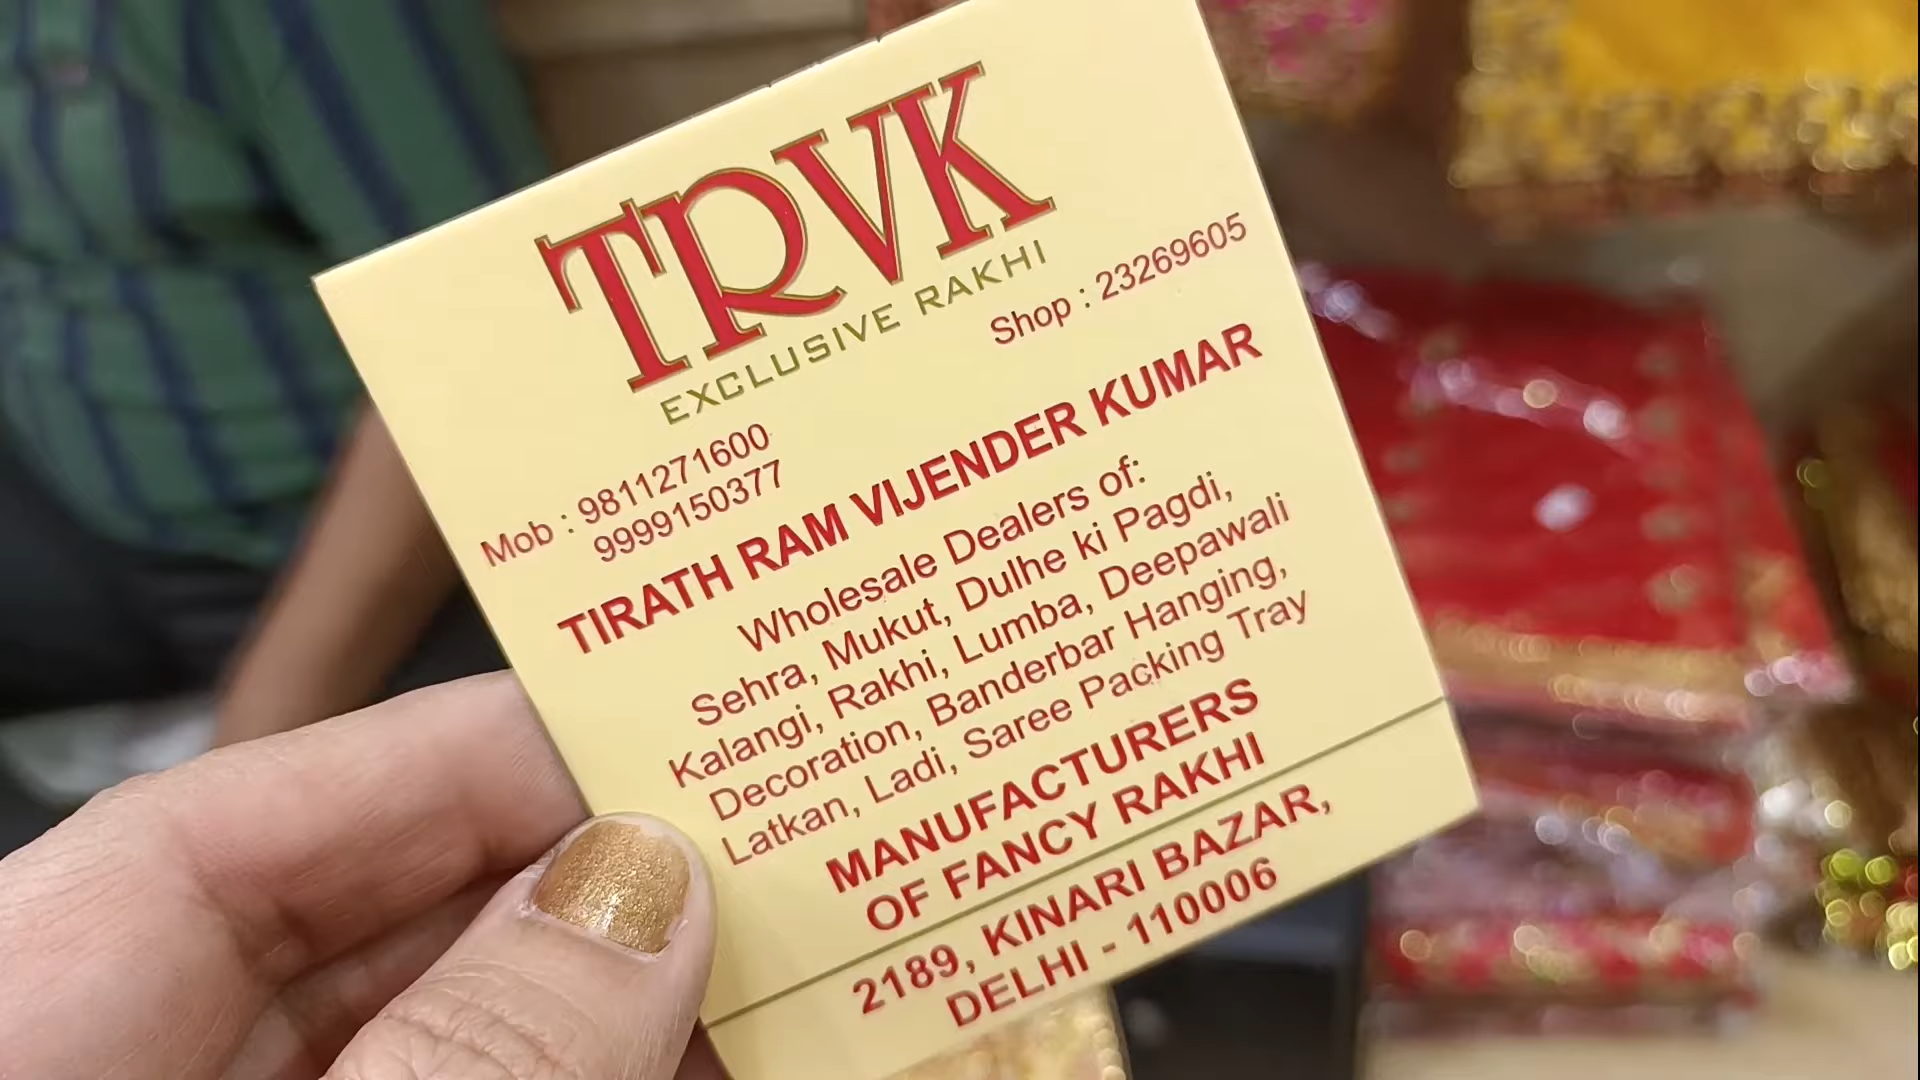 TRVK
EXCLUSIVE RAKHI
Shop : 23269605
Mob : 9811271600
9999150377
TIRATH RAM VIJENDER KUMAR
Wholesale Dealers of:
Sehra, Mukut, Dulhe ki Pagdi,
Kalangi, Rakhi, Lumba, Deepawali
Decoration, Banderbar Hanging,
Latkan, Ladi, Saree Packing Tray
MANUFACTURERS
OF FANCY RAKHI
2189, KINARI BAZAR,
DELHI - 110006